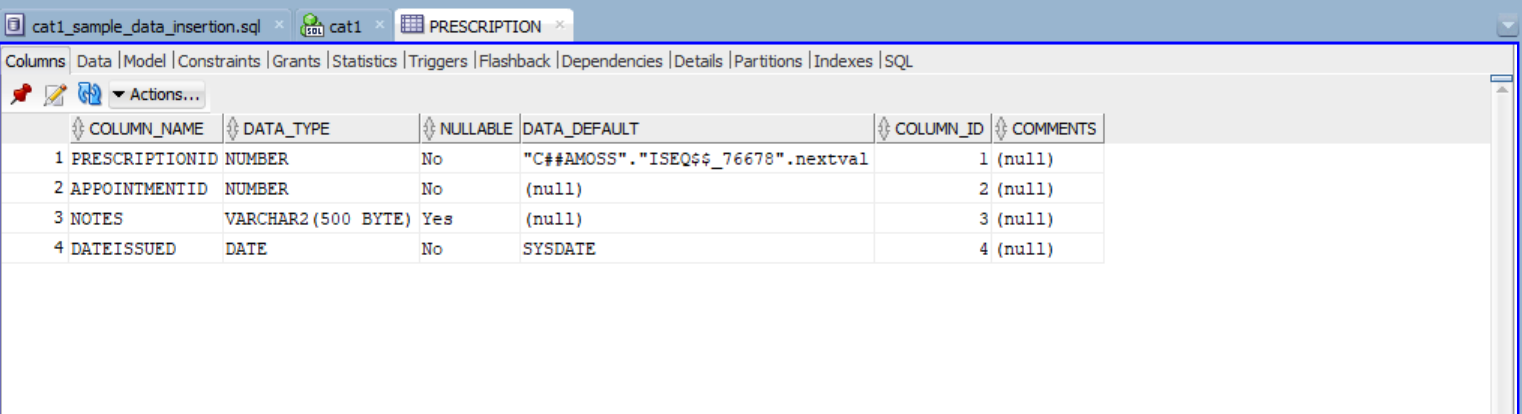 cat1_sample_data_insertion.sql × cat1 × PRESCRIPTION ×
Columns Data |Model |Constraints |Grants |Statistics |Triggers |Flashback |Dependencies |Details |Partitions |Indexes |SQL
Actions...
COLUMN_NAME DATA_TYPE NULLABLE DATA_DEFAULT COLUMN_ID COMMENTS
1 PRESCRIPTIONID NUMBER No "C##AMOSS"."ISEQ$$_76678".nextval 1 (null)
2 APPOINTMENTID NUMBER No (null) 2 (null)
3 NOTES VARCHAR2(500 BYTE) Yes (null) 3 (null)
4 DATEISSUED DATE No SYSDATE 4 (null)